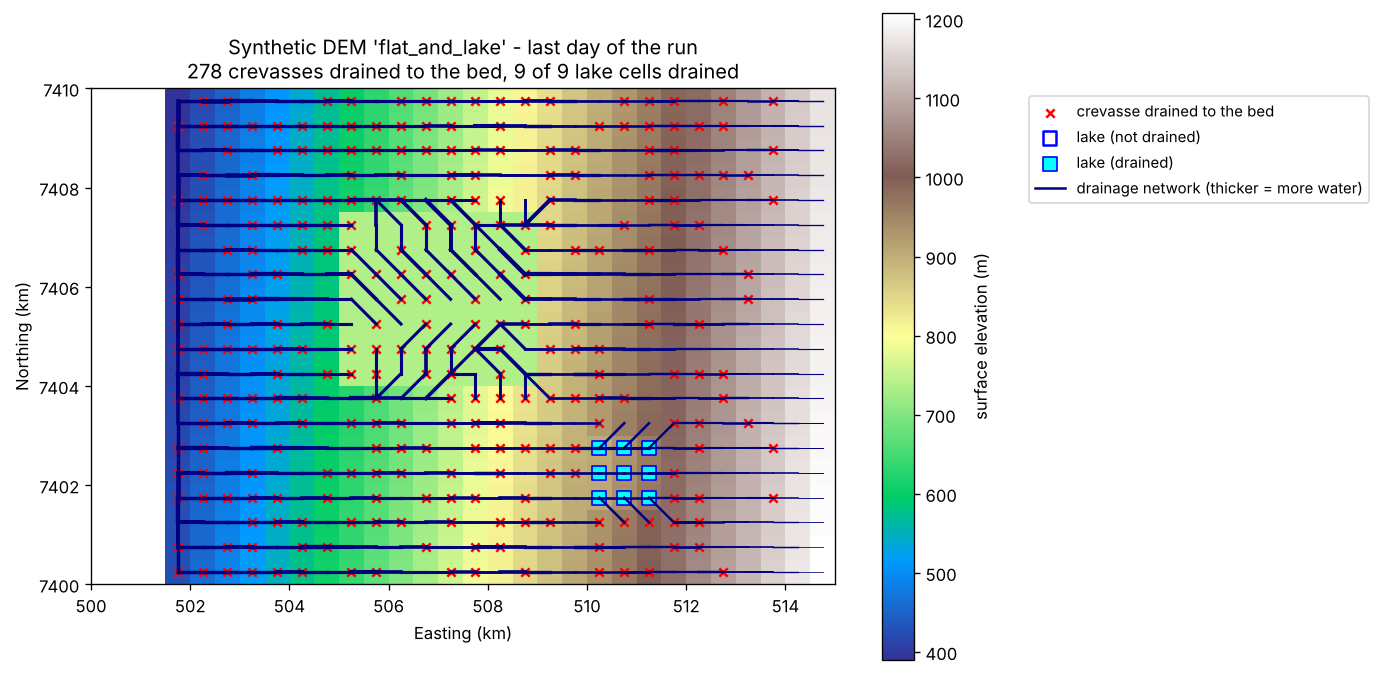 Synthetic DEM 'flat_and_lake' - last day of the run
278 crevasses drained to the bed, 9 of 9 lake cells drained
7410
7408
7406
7404
7402
7400
Northing (km)
500
502
504
506
508
510
512
514
Easting (km)
1200
1100
1000
900
800
700
600
500
400
surface elevation (m)
crevasse drained to the bed
lake (not drained)
lake (drained)
drainage network (thicker = more water)